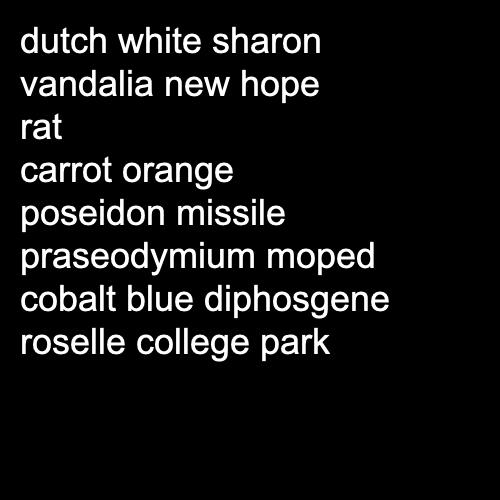 dutch white sharon
vandalia new hope
rat
carrot orange
poseidon missile
praseodymium moped
cobalt blue diphosgene
roselle college park